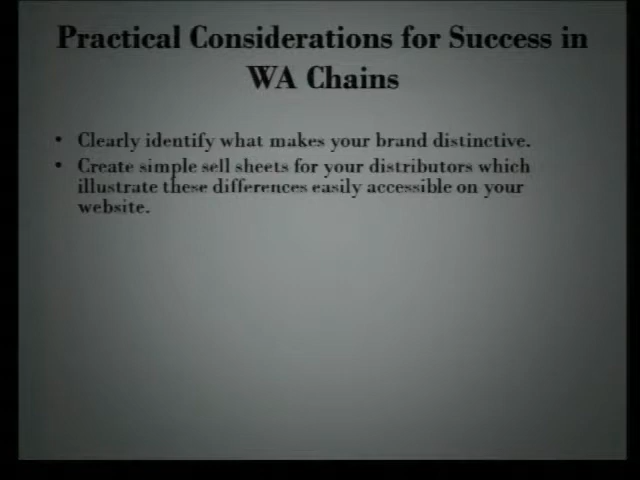 Practical Considerations for Success in
WA Chains
• Clearly identify what makes your brand distinctive.
• Create simple sell sheets for your distributors which
illustrate these differences easily accessible on your
website.